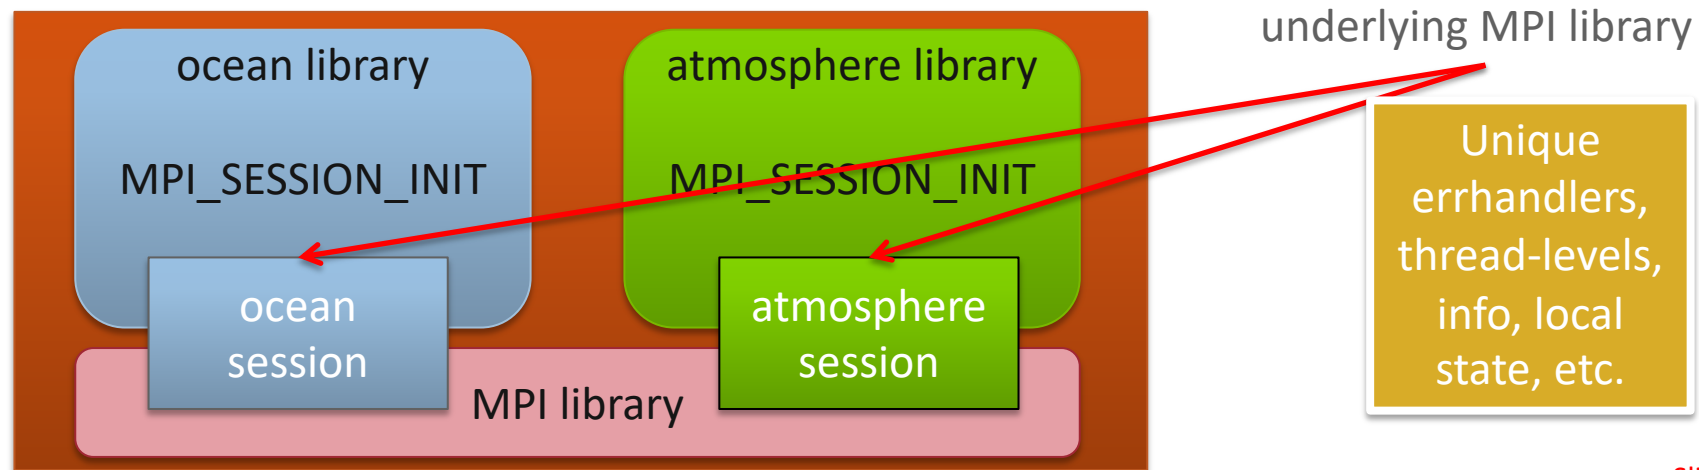 underlying MPI library
ocean library
atmosphere library
MPI_SESSION_INIT
MPI_SESSION_INIT
ocean
session
atmosphere
session
MPI library
Unique
errhandlers,
thread-levels,
info, local
state, etc.